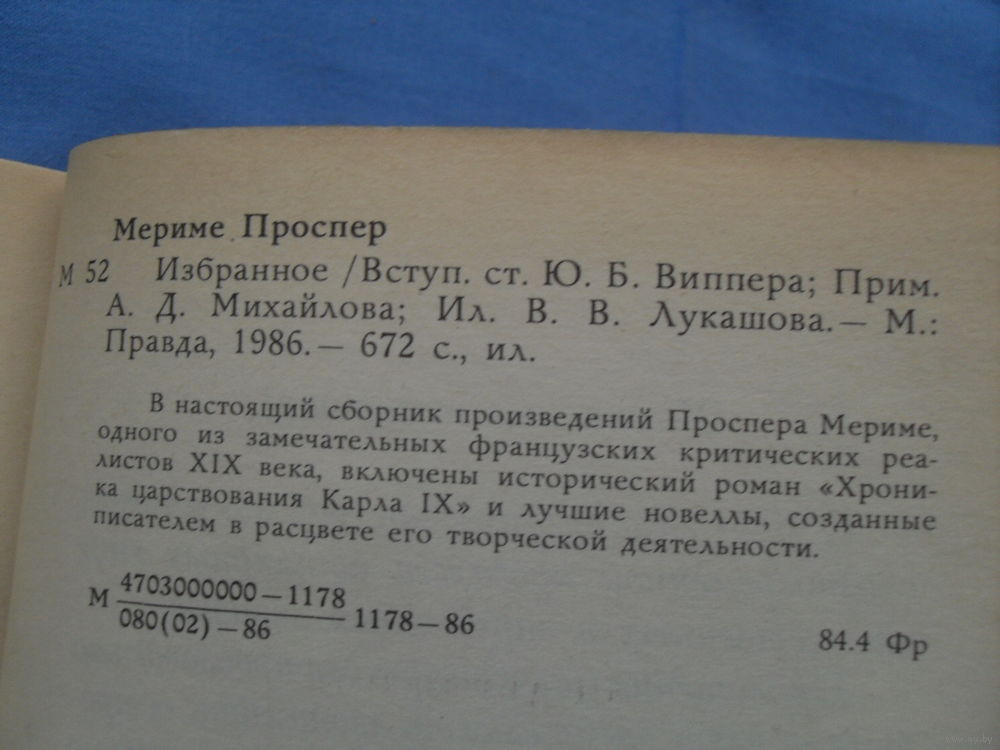 Мериме Проспер
М 52 Избранное /Вступ. ст. Ю. Б. Виппера; Прим.
А. Д. Михайлова; Ил. В. В. Лукашова.— М.:
Правда, 1986.— 672 с., ил.
В настоящий сборник произведений Проспера Мериме,
одного из замечательных французских критических реа-
листов XIX века, включены исторический роман «Хрони-
ка царствования Карла IX» и лучшие новеллы, созданные
писателем в расцвете его творческой деятельности.
М 4703000000—1178
080(02)—86
1178—86
84.4 Фр